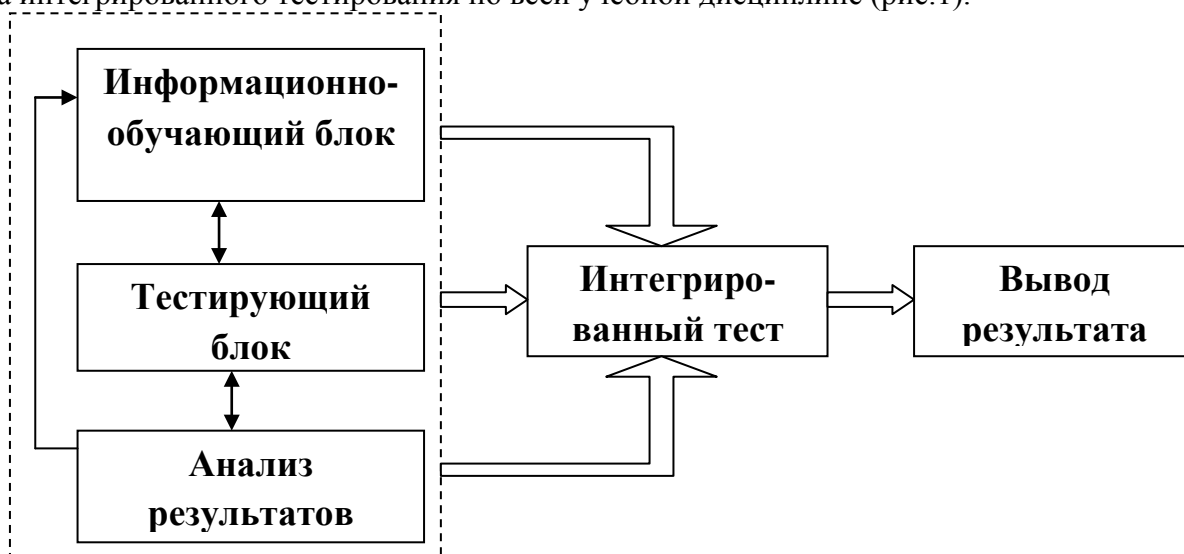 а интегрированного тестирования по всей учебной дисциплине (рис.1).
Информационно-
обучающий блок
Тестирующий
блок
Анализ
результатов
Интегриро-
ванный тест
Вывод
результата